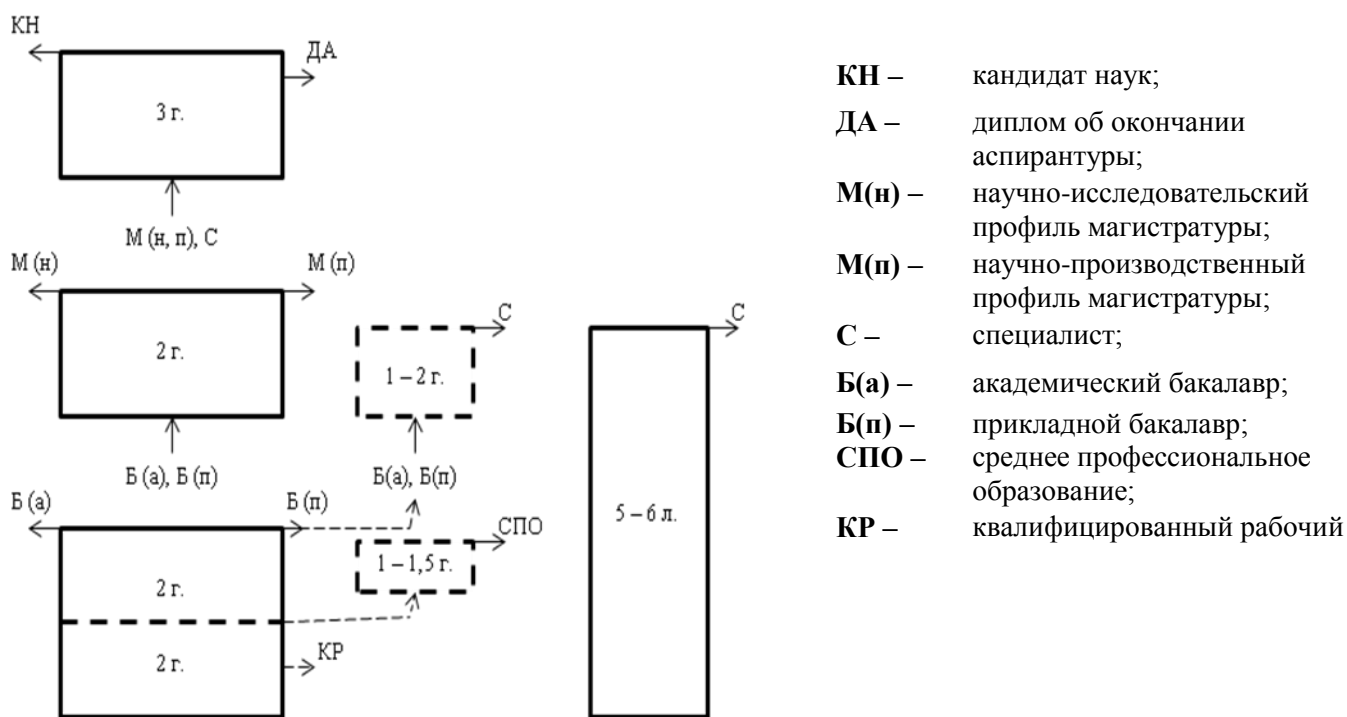 КН
ДА
3 г.
М (н, п), С
М (н)
М (п)
2 г.
С
1 – 2 г.
Б (а), Б (п)
Б(а), Б(п)
Б (а)
Б (п)
СПО
2 г.
1 – 1,5 г.
2 г.
КР
С
5 – 6 л.
КН – кандидат наук;
ДА – диплом об окончании
аспирантуры;
М(н) – научно-исследовательский
профиль магистратуры;
М(п) – научно-производственный
профиль магистратуры;
С – специалист;
Б(а) – академический бакалавр;
Б(п) – прикладной бакалавр;
СПО – среднее профессиональное
образование;
КР – квалифицированный рабочий